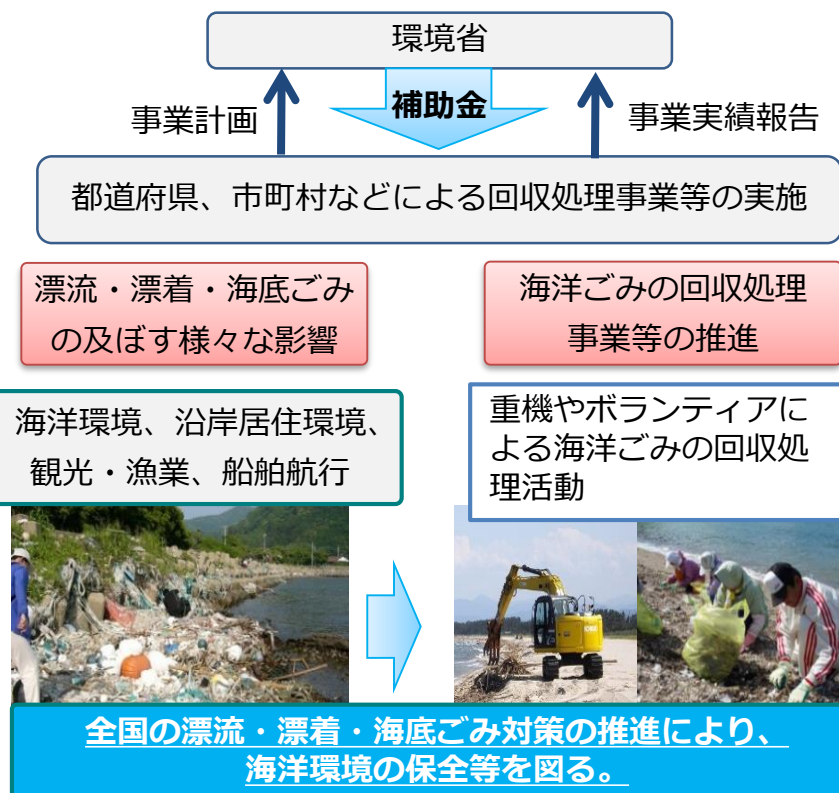 環境省
事業計画
補助金
事業実績報告
都道府県、市町村などによる回収処理事業等の実施
漂流・漂着・海底ごみ
の及ぼす様々な影響
海洋ごみの回収処理
事業等の推進
海洋環境、沿岸居住環境、
観光・漁業、船舶航行
重機やボランティアに
よる海洋ごみの回収処
理活動
全国の漂流・漂着・海底ごみ対策の推進により、
海洋環境の保全等を図る。